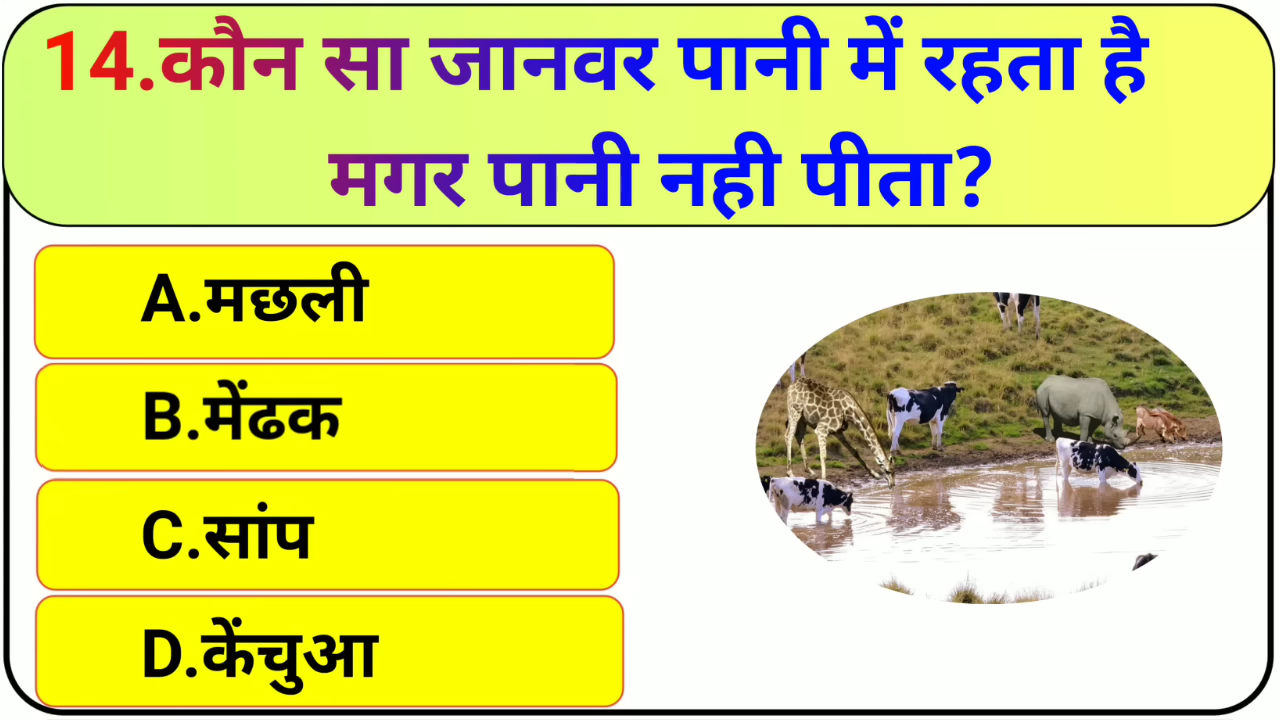 14.कौन सा जानवर पानी में रहता है
मगर पानी नही पीता?
A.मछली
B.मेंढक
C.सांप
D.केंचुआ